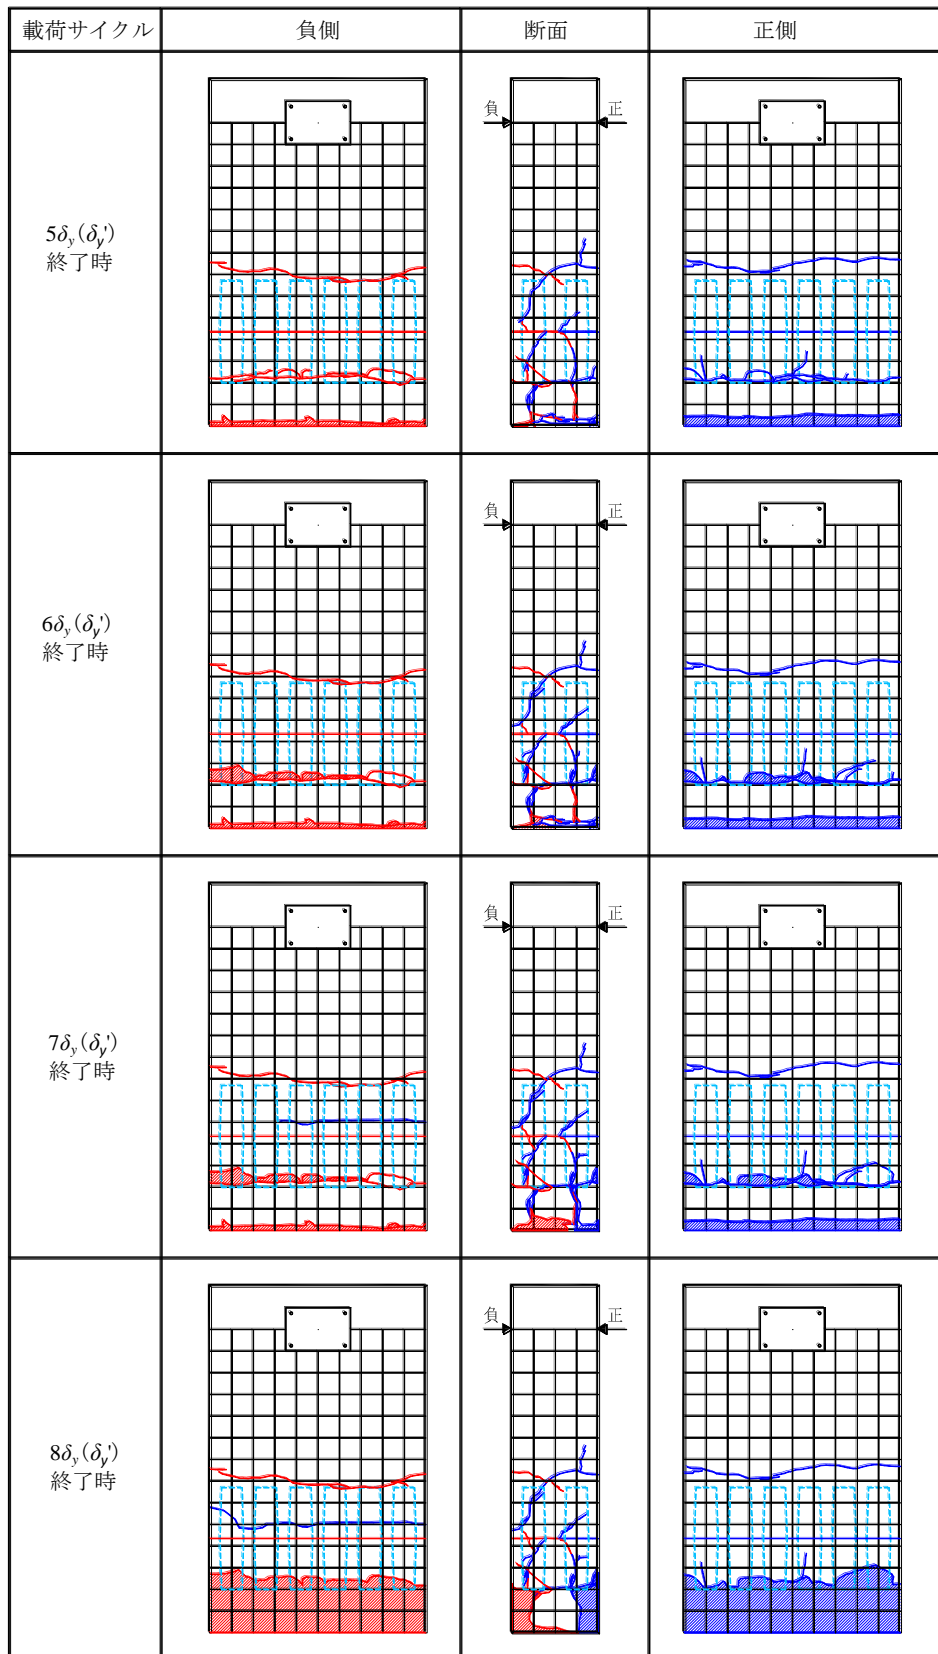 載荷サイクル 負側 断面 正側
負 正
5δy(δy')
終了時
負 正
6δy(δy')
終了時
負 正
7δy(δy')
終了時
負 正
8δy(δy')
終了時